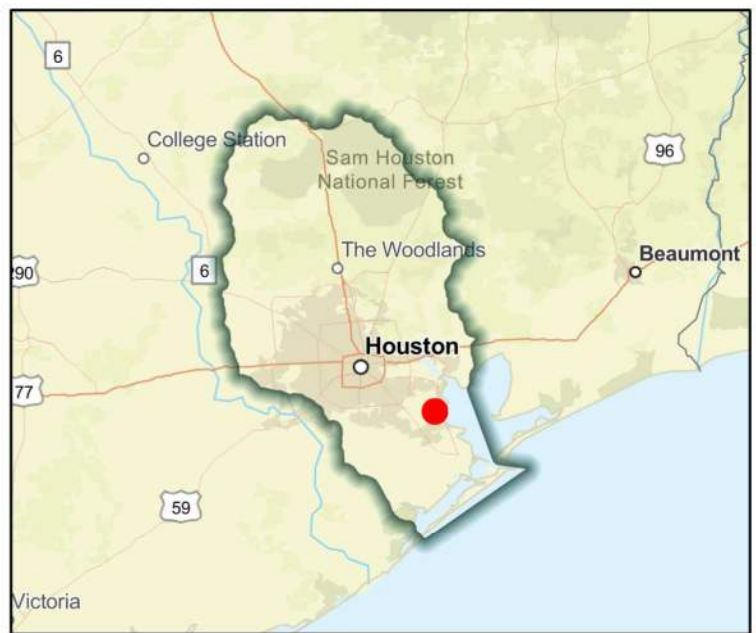 6
College Station
Sam Houston
National Forest
96
The Woodlands
290
6
Beaumont
Houston
77
59
Victoria